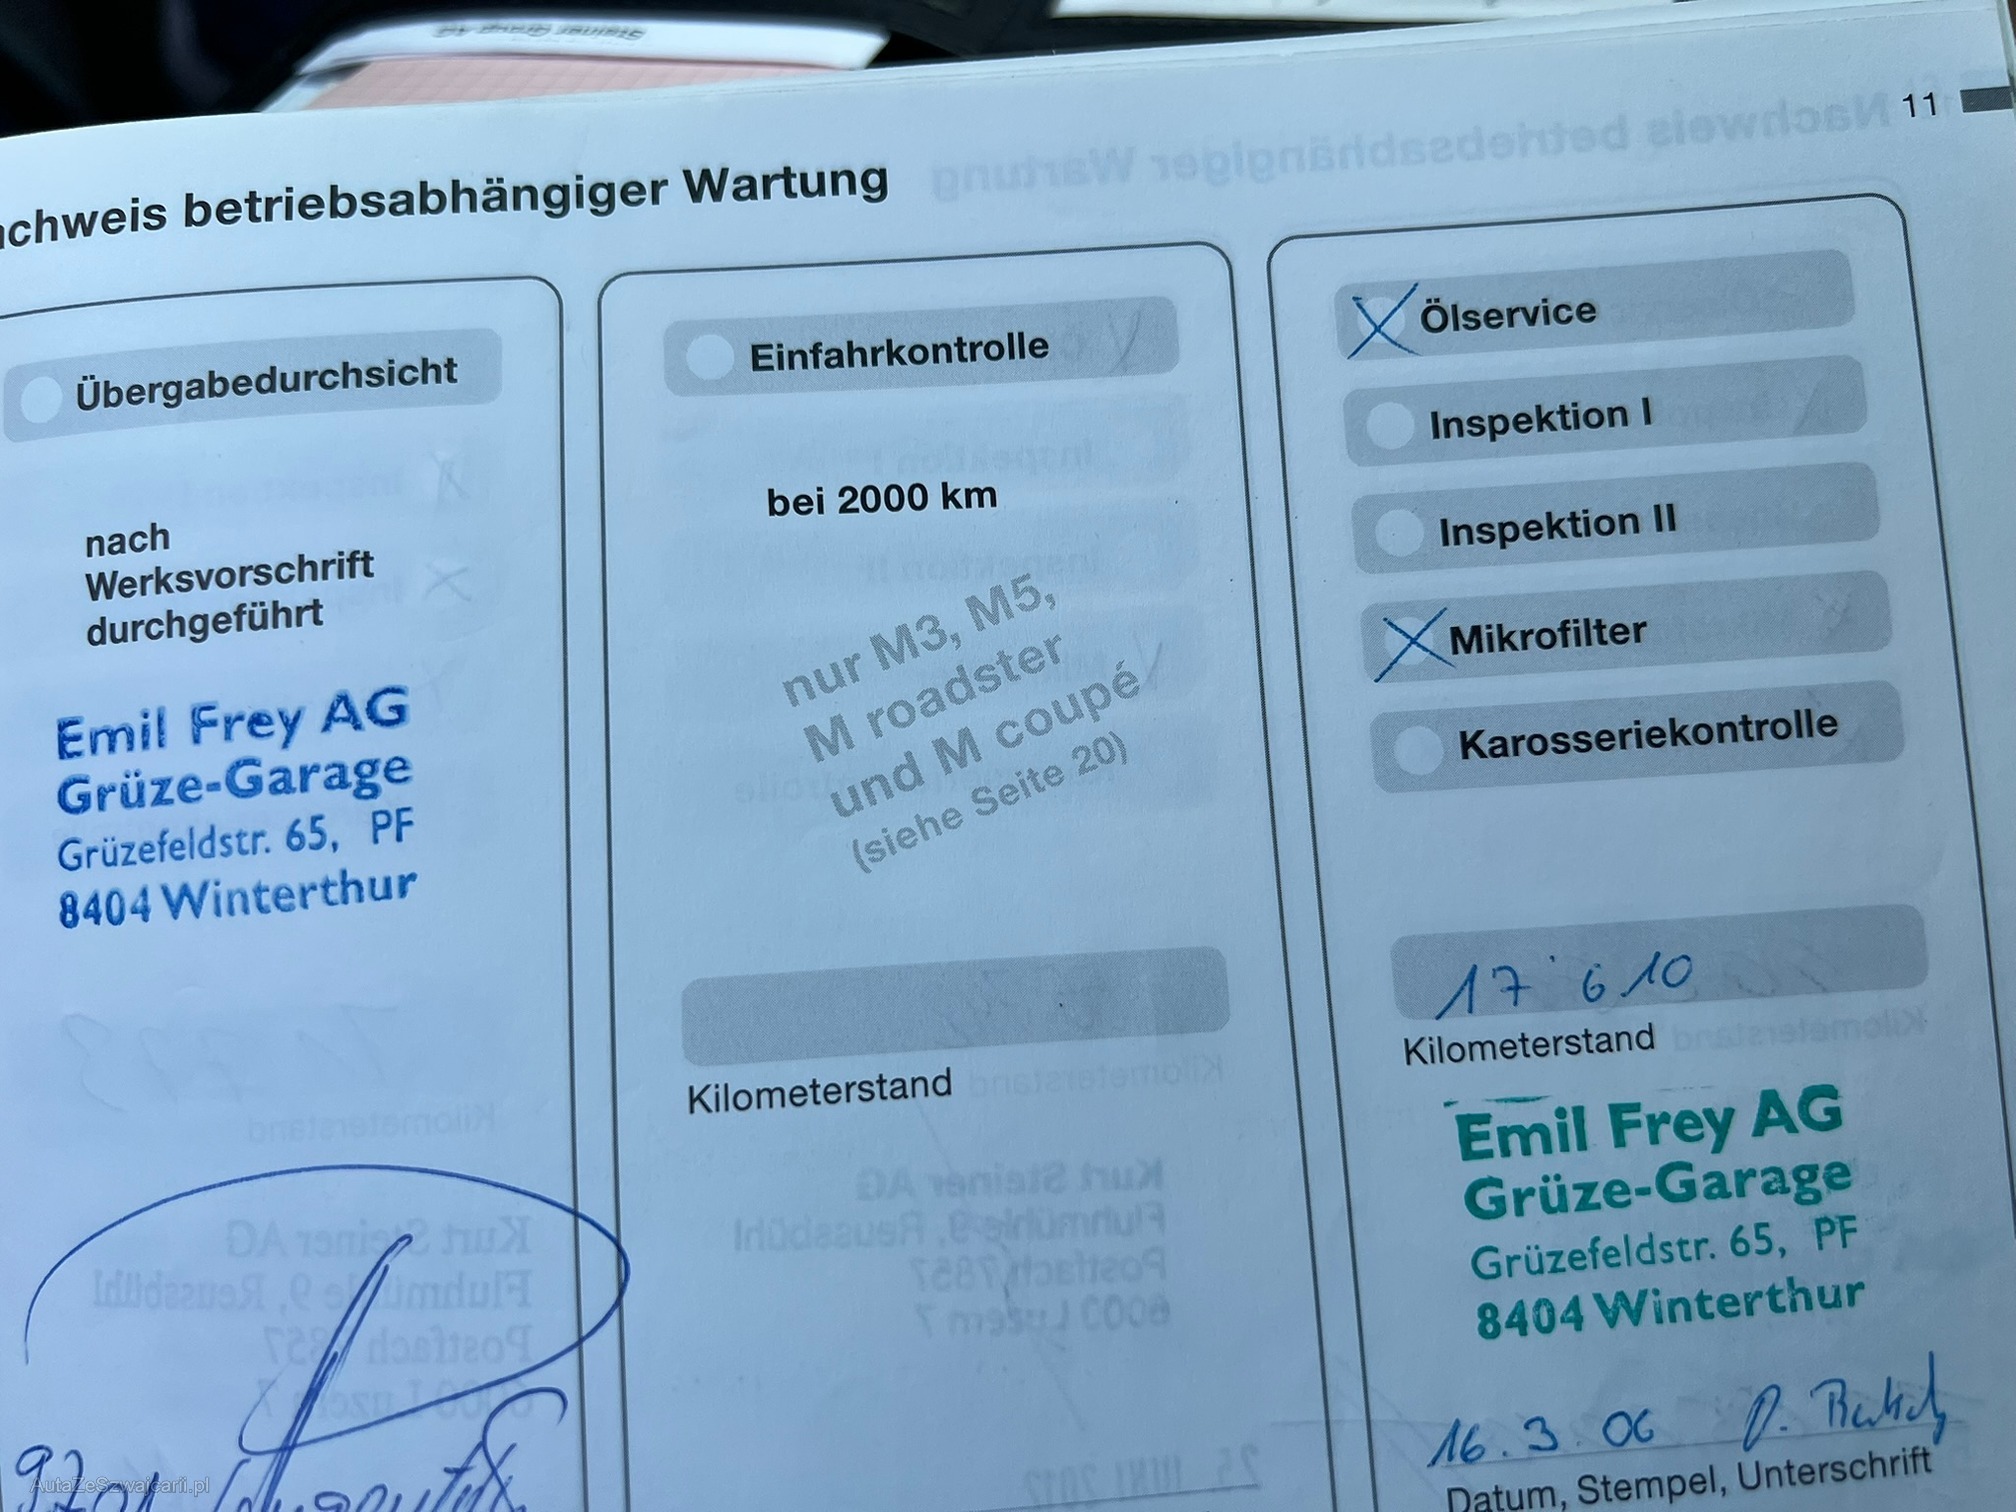 11
chweis betriebsabhängiger Wartung
Übergabedurchsicht
nach
Werksvorschrift
durchgeführt
Emil Frey AG
Grüze-Garage
Grüzefeldstr. 65, PF
8404 Winterthur
Einfahrkontrolle
bei 2000 km
nur M3, M5,
M roadster
und M coupé
(siehe Seite 20)
Kilometerstand
Ölservice
Inspektion I
Inspektion II
Mikrofilter
Karosseriekontrolle
17'610
Kilometerstand
Emil Frey AG
Grüze-Garage
Grüzefeldstr. 65, PF
8404 Winterthur
16.3.06
Datum, Stempel, Unterschrift
AutaZeSzwajcarii.pl